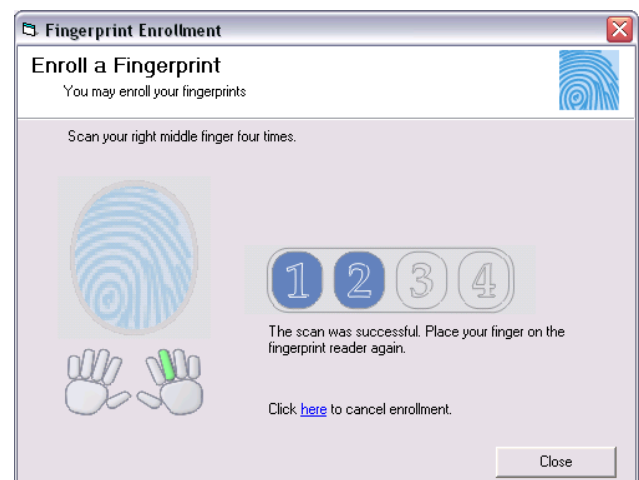 Fingerprint Enrollment
Enroll a Fingerprint
You may enroll your fingerprints
Scan your right middle finger four times.
1 2 3 4
The scan was successful. Place your finger on the
fingerprint reader again.
Click here to cancel enrollment.
Close